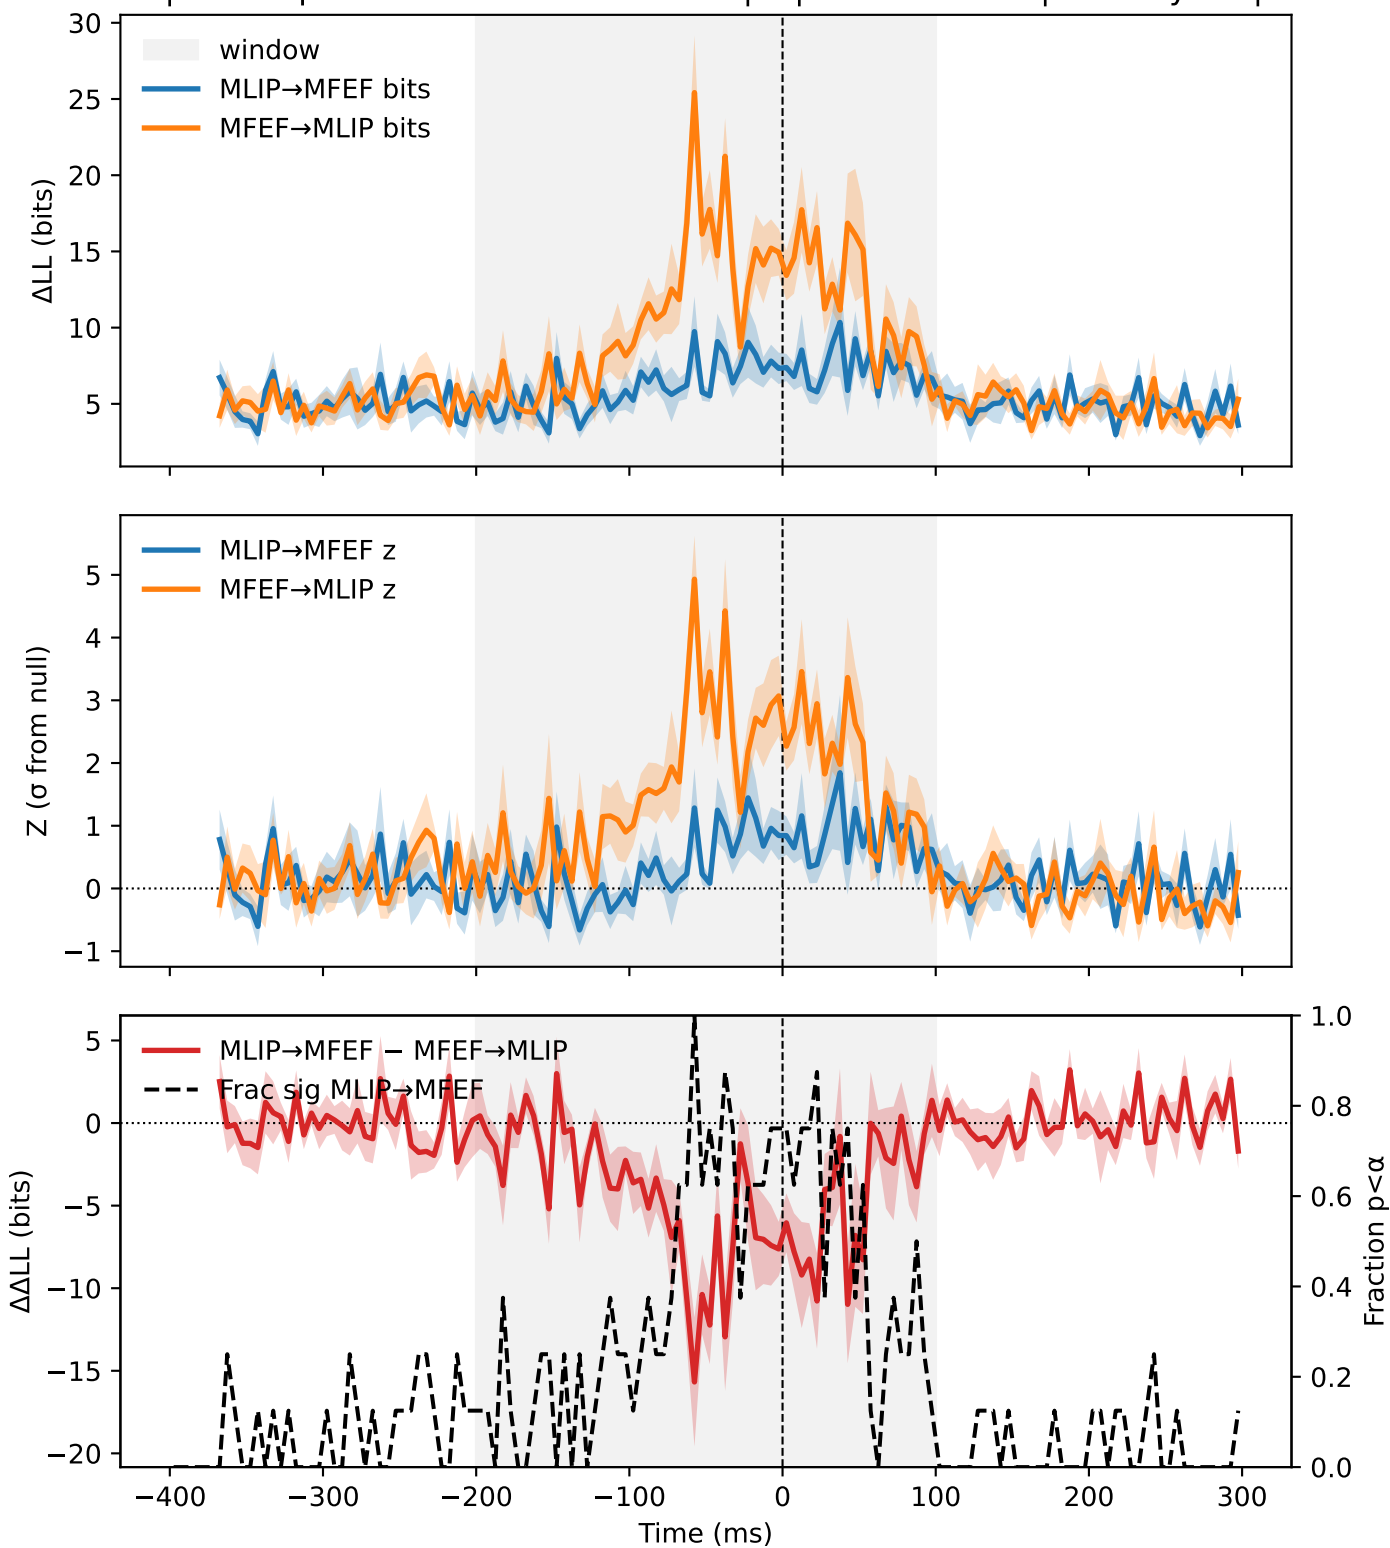 30
25
20
15
10
5
ΔLL (bits)
window
MLIP→MFEF bits
MFEF→MLIP bits
5
4
3
2
1
0
−1
Z (σ from null)
MLIP→MFEF z
MFEF→MLIP z
5
0
−5
−10
−15
−20
ΔΔLL (bits)
MLIP→MFEF − MFEF→MLIP
Frac sig MLIP→MFEF
1.0
0.8
0.6
0.4
0.2
0.0
Fraction p<α
−400 −300 −200 −100 0 100 200 300
Time (ms)